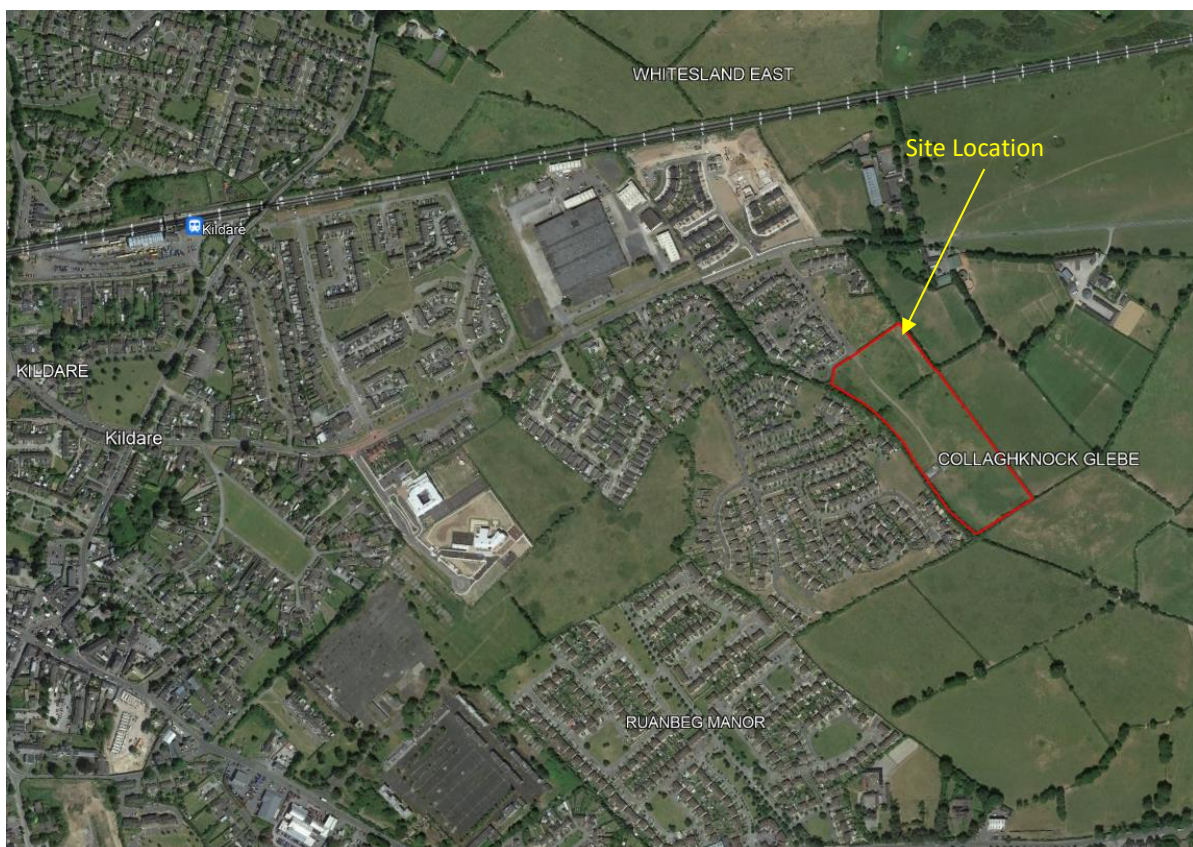 WHITESLAND EAST
Site Location
Kildare
KILDARE
Kildare
COLLAGHKNOCK GLEBE
RUANBEG MANOR